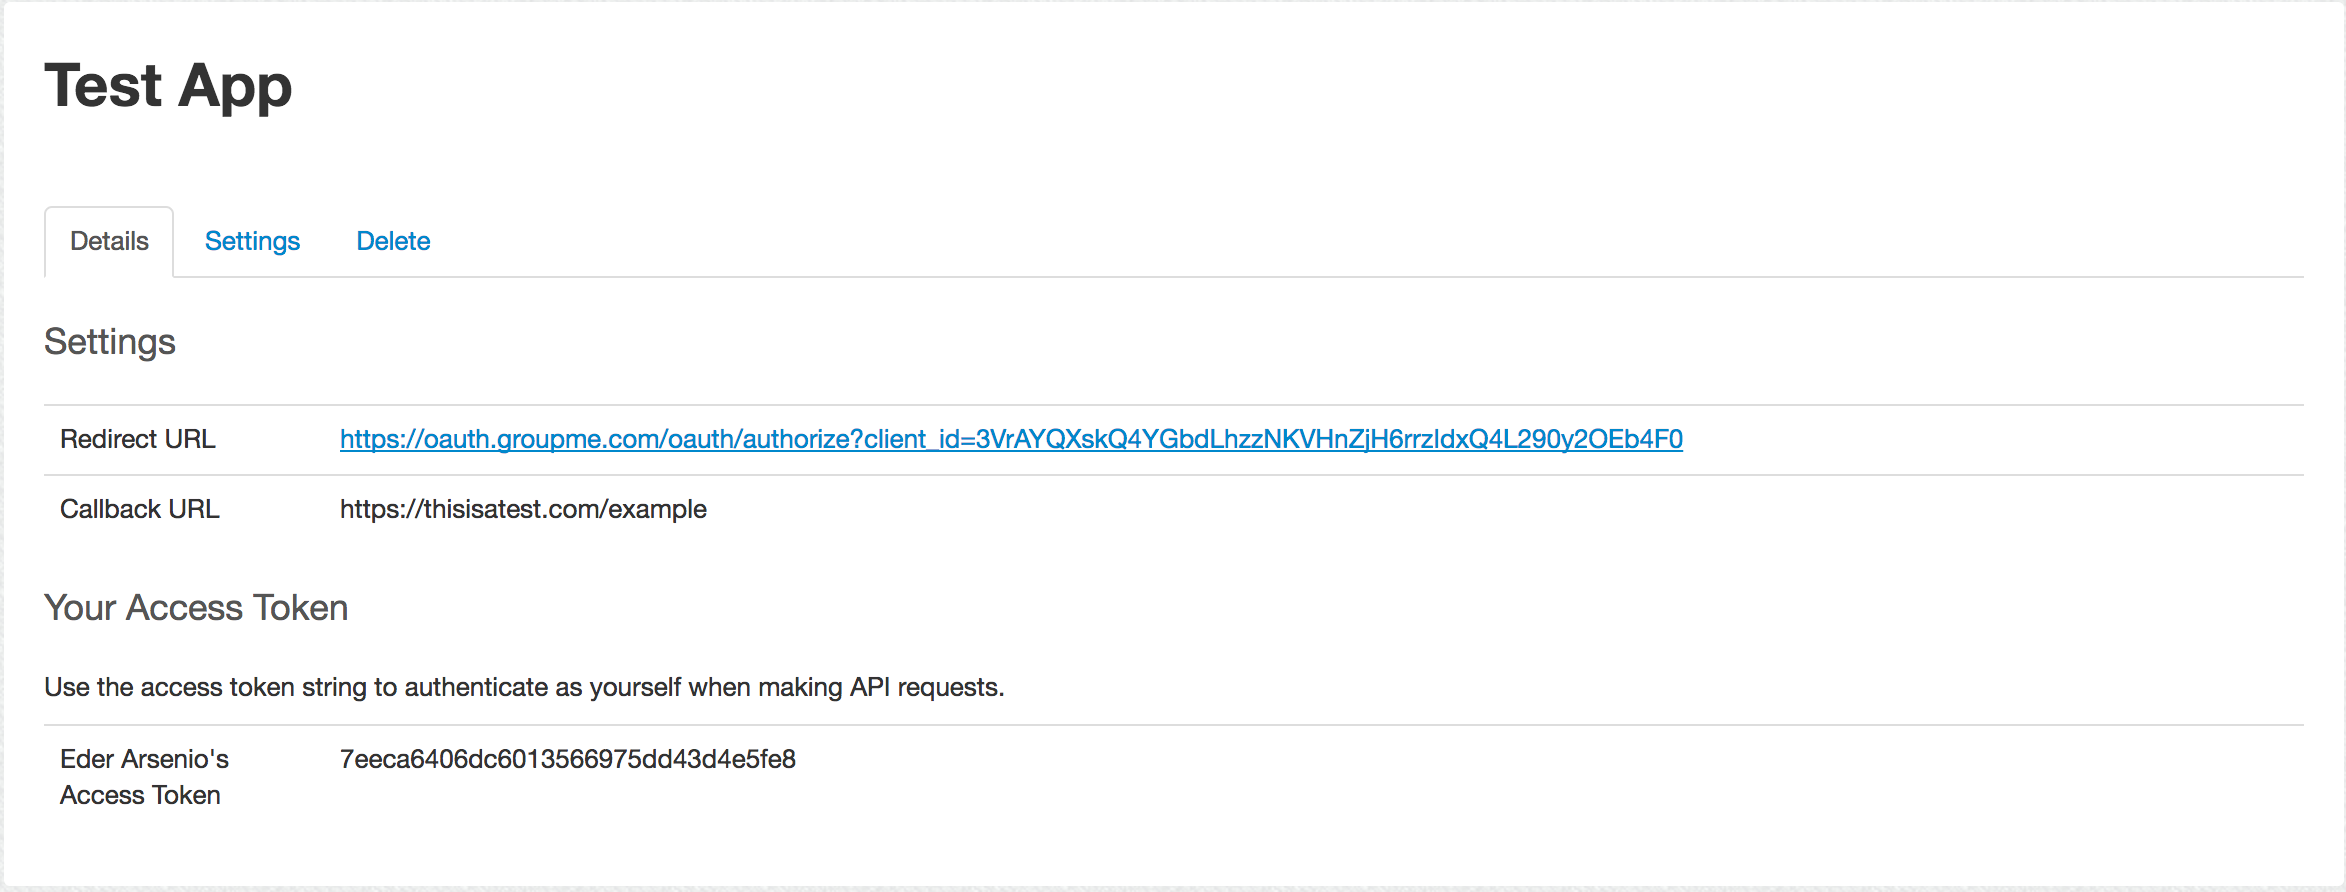 Test App
Details Settings Delete
Settings
Redirect URL https://oauth.groupme.com/oauth/authorize?client_id=3VrAYQXskQ4YGbdLhzzNKVHnZjH6rrzIdxQ4L290y2OEb4F0
Callback URL https://thisisatest.com/example
Your Access Token
Use the access token string to authenticate as yourself when making API requests.
Eder Arsenio's 7eeca6406dc6013566975dd43d4e5fe8
Access Token